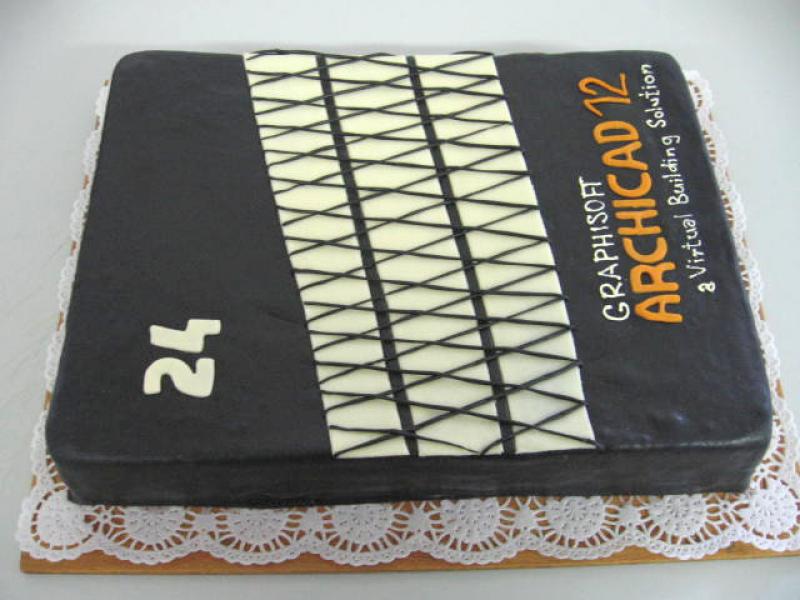 GRAPHISOFT
ARCHICAD 12
a Virtual Building Solution
24